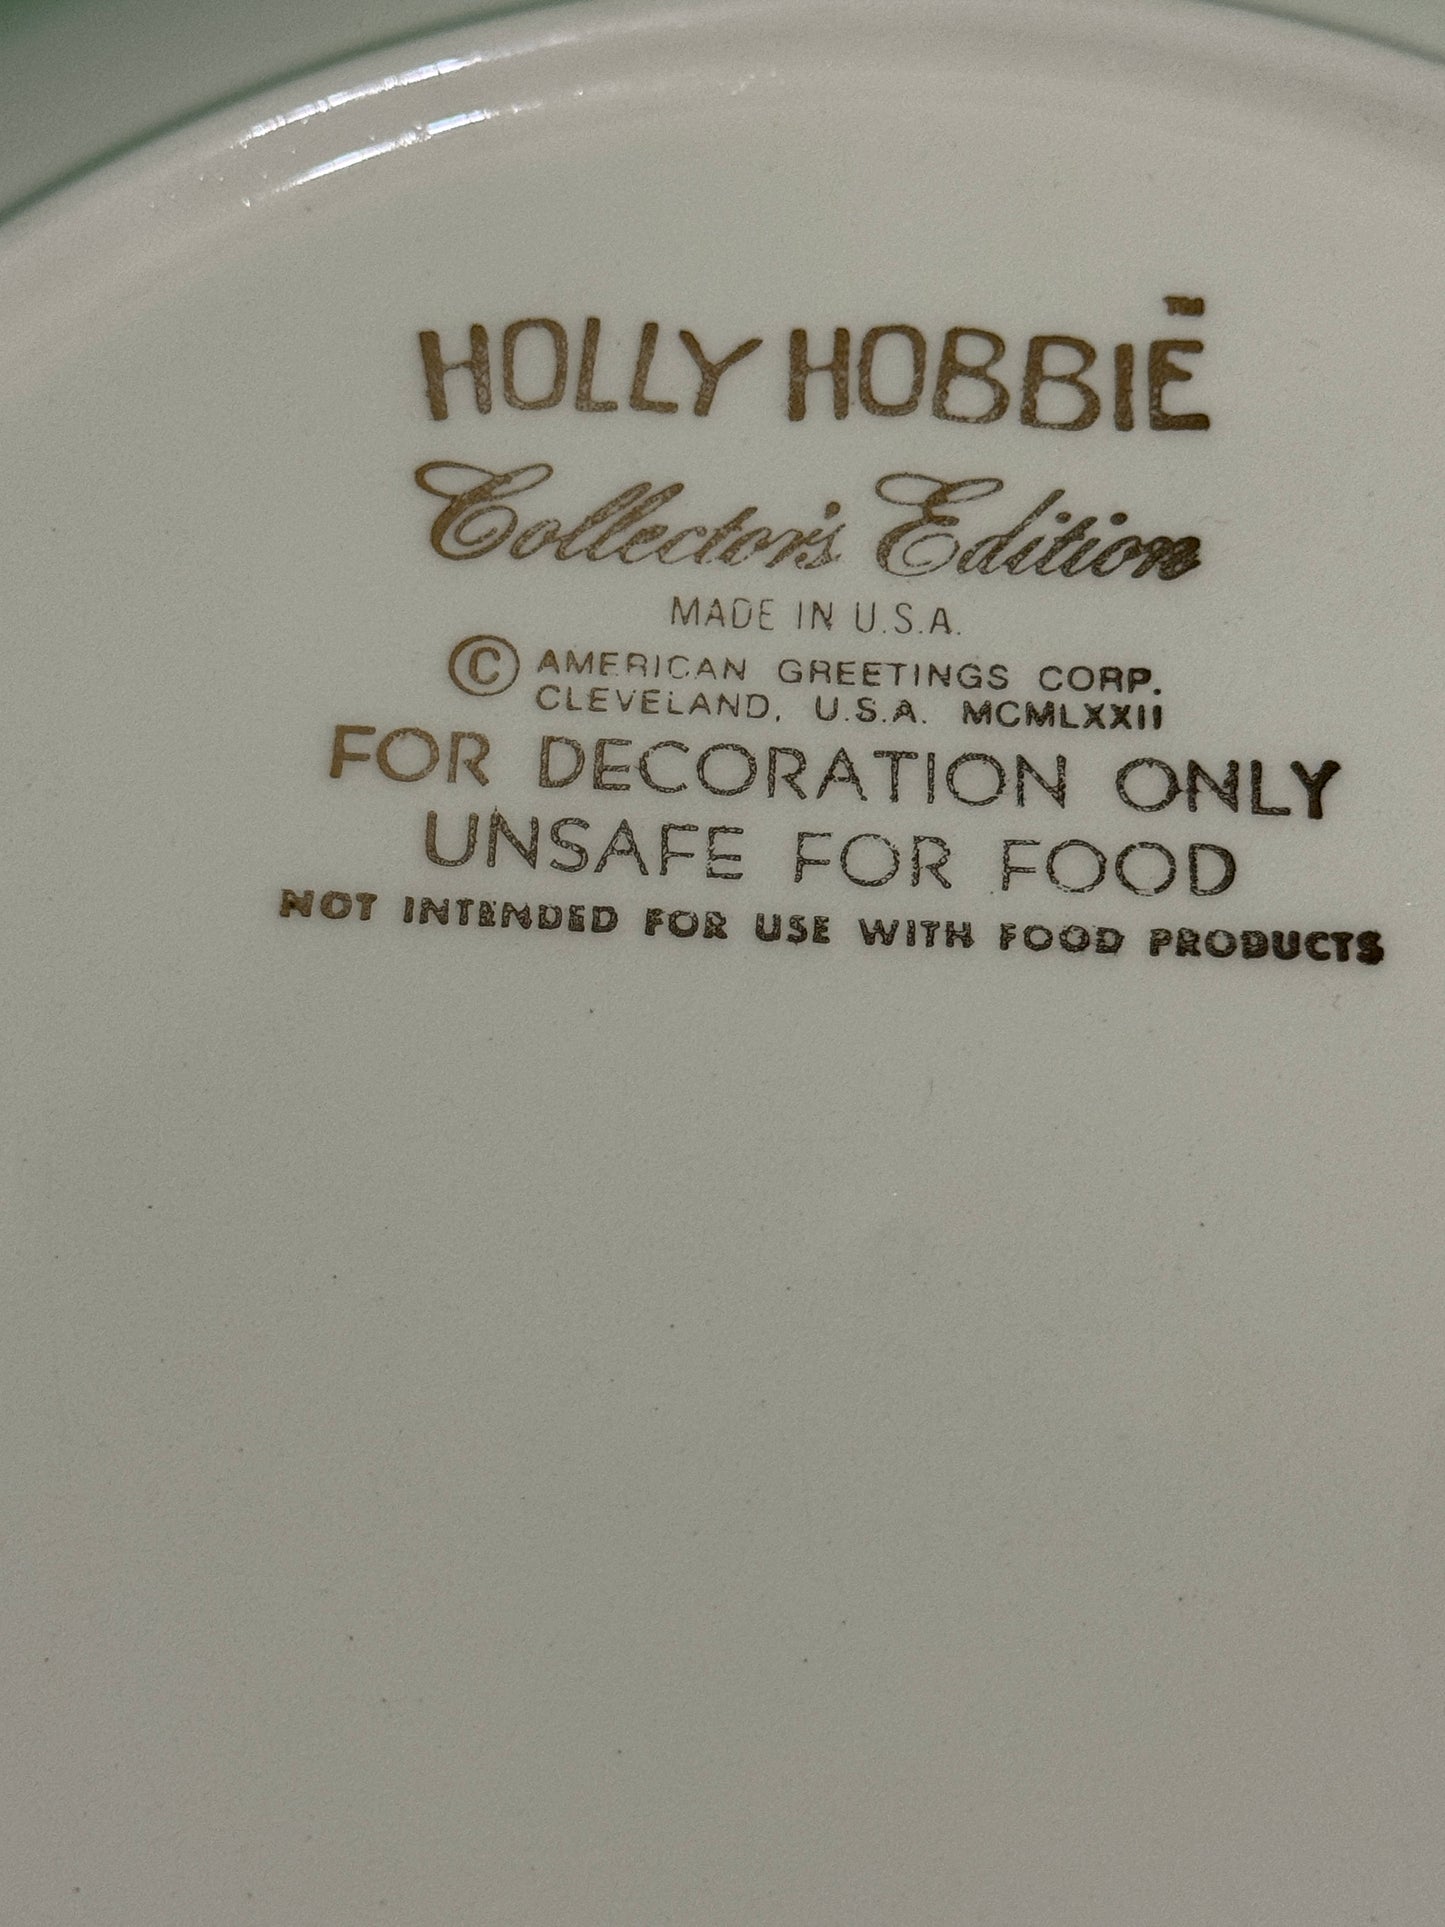 HOLLY HOBBIE™
Collector's Edition
MADE IN U.S.A.
© AMERICAN GREETINGS CORP.
CLEVELAND, U.S.A. MCMLXXII
FOR DECORATION ONLY
UNSAFE FOR FOOD
NOT INTENDED FOR USE WITH FOOD PRODUCTS